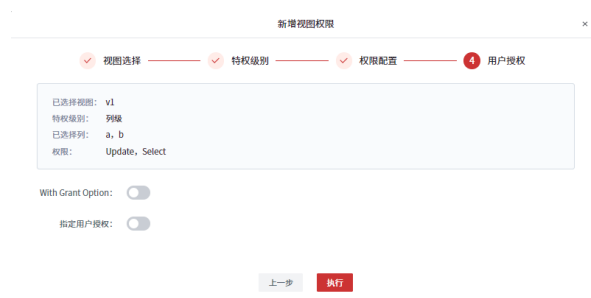 新增视图权限
×
视图选择 特权级别 权限配置 4 用户授权
已选择视图： v1
特权级别： 列级
已选择列： a，b
权限： Update，Select
With Grant Option：
指定用户授权：
上一步 执行